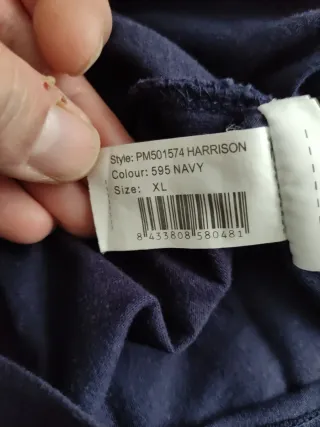 Style: PM501574 HARRISON
Colour: 595 NAVY
Size: XL
8 433808 580481